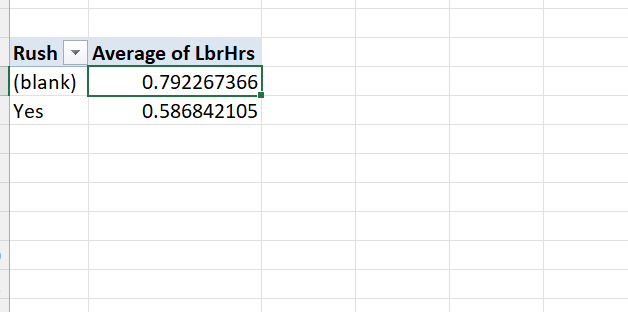 Rush Average of LbrHrs
(blank) 0.792267366
Yes 0.586842105